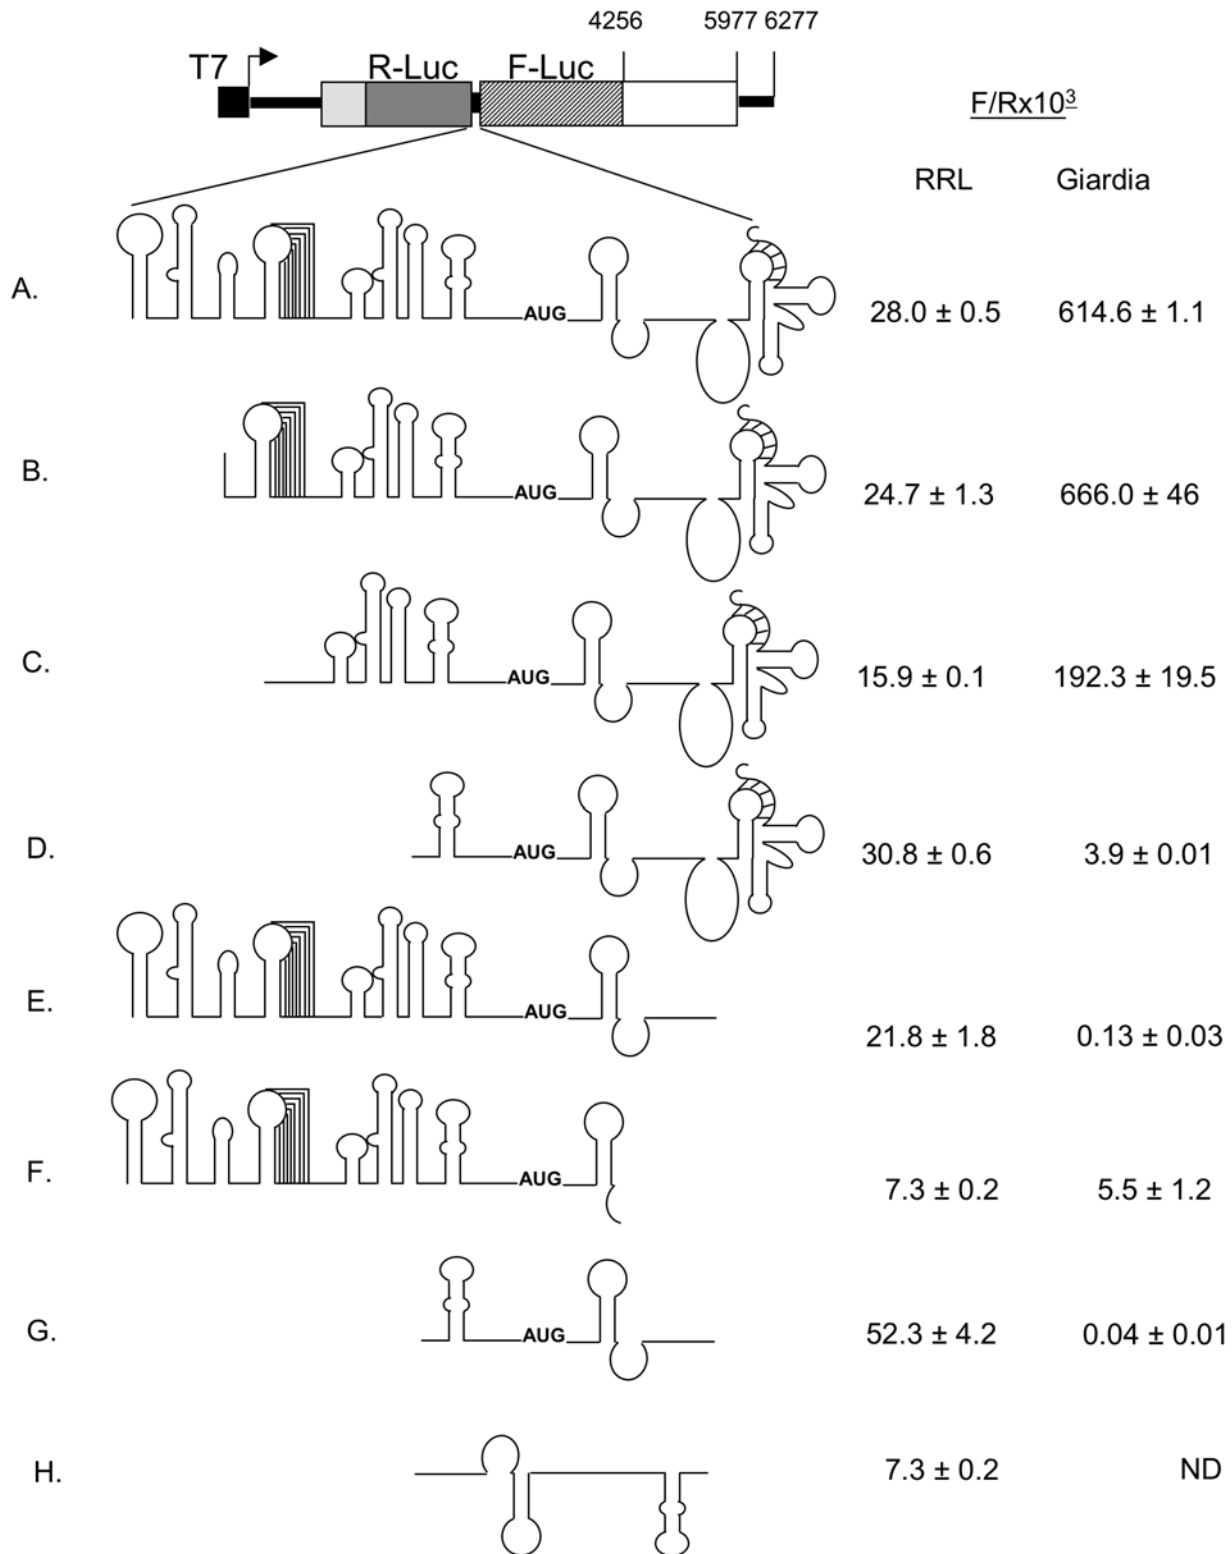 4256 5977 6277
T7 R-Luc F-Luc
F/Rx10³
RRL Giardia
A. AUG 28.0 ± 0.5 614.6 ± 1.1
B. AUG 24.7 ± 1.3 666.0 ± 46
C. AUG 15.9 ± 0.1 192.3 ± 19.5
D. AUG 30.8 ± 0.6 3.9 ± 0.01
E. AUG 21.8 ± 1.8 0.13 ± 0.03
F. AUG 7.3 ± 0.2 5.5 ± 1.2
G. AUG 52.3 ± 4.2 0.04 ± 0.01
H. 7.3 ± 0.2 ND